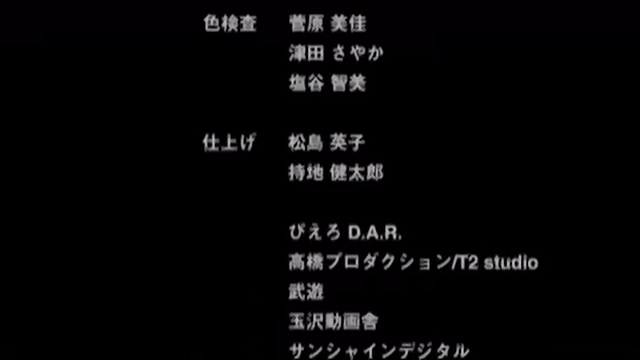 色検査 菅原 美佳
津田 さやか
塩谷 智美
仕上げ 松島 英子
持地 健太郎
ぴえろ D.A.R.
高橋プロダクション/T2 studio
武遊
玉沢動画舎
サンシャインデジタル